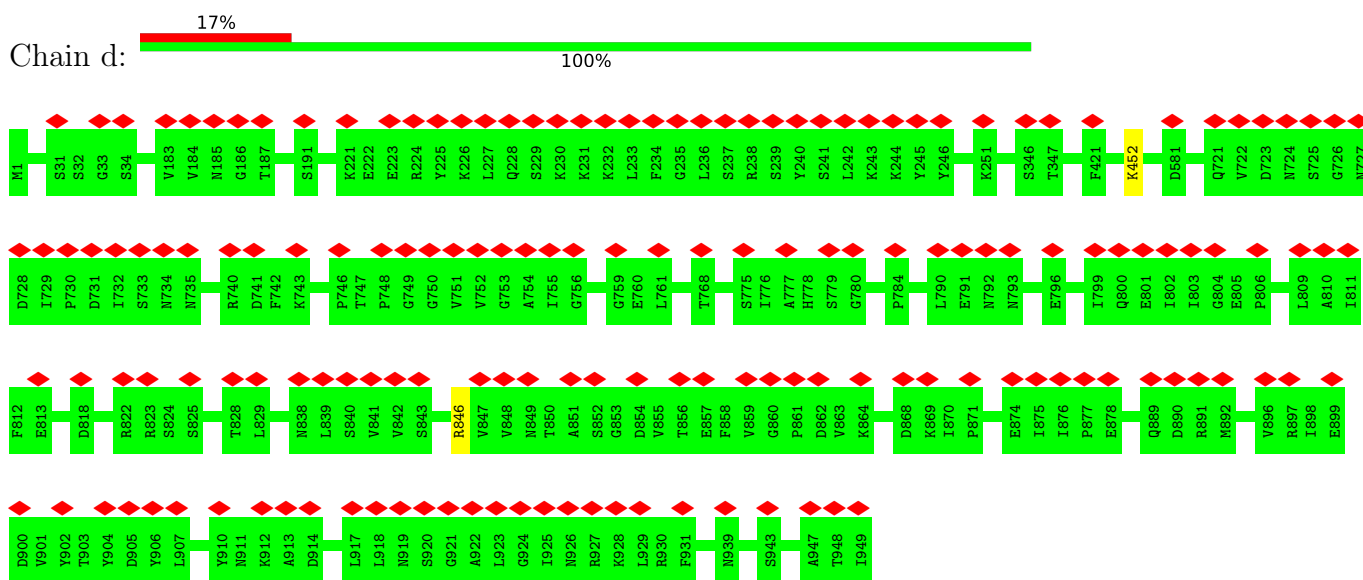 17%
Chain d:
100%
M1 S31 S32 G33 S34 V183 V184 N185 G186 T187 S191 K221 E222 E223 R224 Y225 K226 L227 Q228 S229 K230 K231 K232 L233 F234 G235 L236 S237 R238 S239 Y240 S241 L242 K243 K244 Y245 Y246 K251 S346 T347 F421 K452 D581 Q721 V722 D723 N724 S725 G726 N727
D728 I729 P730 D731 I732 S733 N734 N735 R740 D741 F742 K743 P746 T747 P748 G749 G750 V751 V752 G753 A754 I755 G756 G759 E760 L761 T768 S775 I776 A777 H778 S779 G780 P784 L790 E791 N792 N793 E796 I799 Q800 E801 I802 I803 G804 E805 P806 L809 A810 I811
F812 E813 D818 R822 R823 S824 S825 T828 L829 N838 L839 S840 V841 V842 S843 R846 V847 V848 N849 T850 A851 S852 G853 D854 V855 T856 E857 F858 V859 G860 P861 D862 V863 K864 D868 K869 I870 P871 E874 I875 I876 P877 E878 Q889 D890 R891 M892 V896 R897 I898 E899
D900 V901 Y902 T903 Y904 D905 Y906 L907 Y910 N911 K912 A913 D914 L917 L918 N919 S920 G921 A922 L923 G924 I925 N926 R927 K928 L929 R930 F931 N939 S943 A947 T948 I949